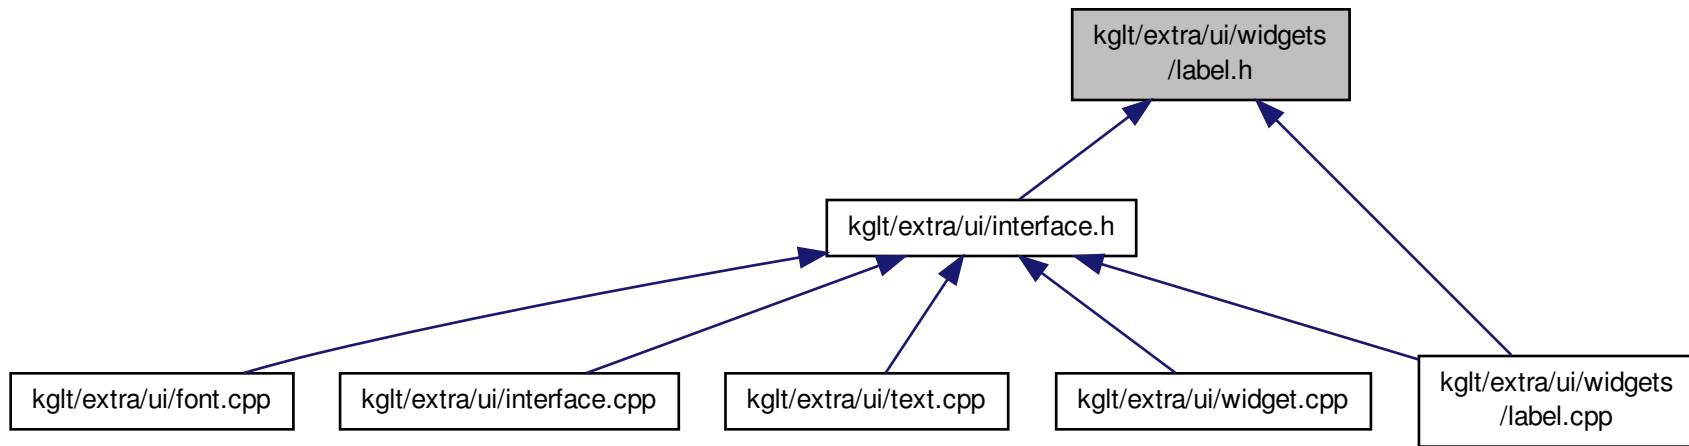 kglt/extra/ui/widgets
/label.h
kglt/extra/ui/interface.h
kglt/extra/ui/font.cpp
kglt/extra/ui/interface.cpp
kglt/extra/ui/text.cpp
kglt/extra/ui/widget.cpp
kglt/extra/ui/widgets
/label.cpp